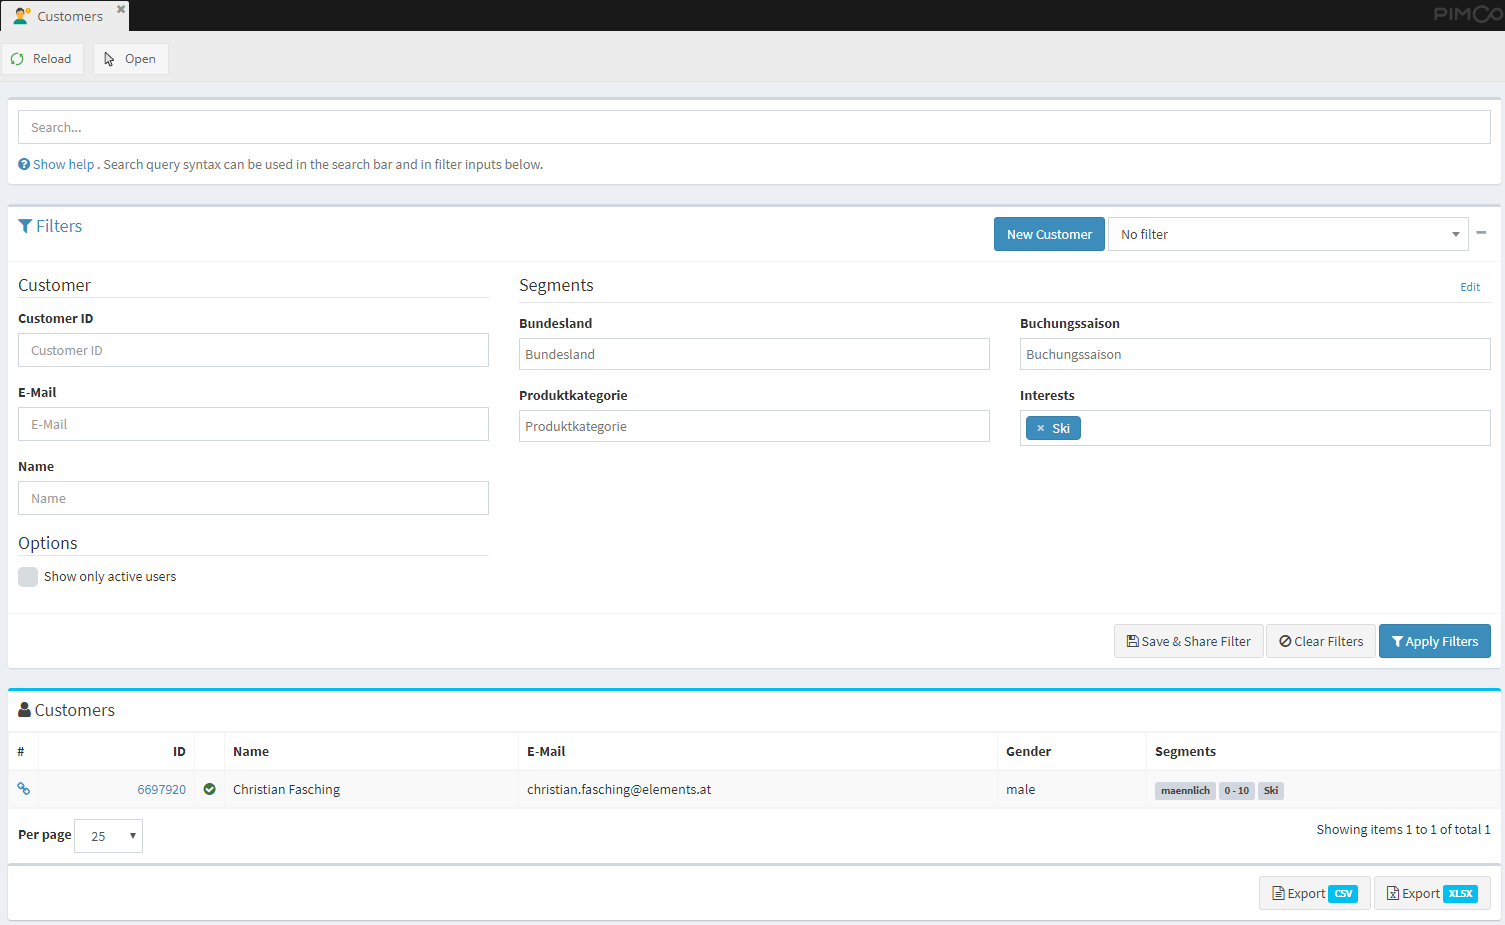 Customers
PIMCO
Reload
Open
Search...
Show help . Search query syntax can be used in the search bar and in filter inputs below.
Filters
New Customer
No filter
Customer
Segments
Edit
Customer ID
Customer ID
E-Mail
E-Mail
Name
Name
Bundesland
Bundesland
Buchungssaison
Buchungssaison
Produktkategorie
Produktkategorie
Interests
× Ski
Options
Show only active users
Save & Share Filter
Clear Filters
Apply Filters
Customers
# ID Name E-Mail Gender Segments
6697920 Christian Fasching christian.fasching@elements.at male maennlich 0 - 10 Ski
Per page 25
Showing items 1 to 1 of total 1
Export CSV
Export XLSX